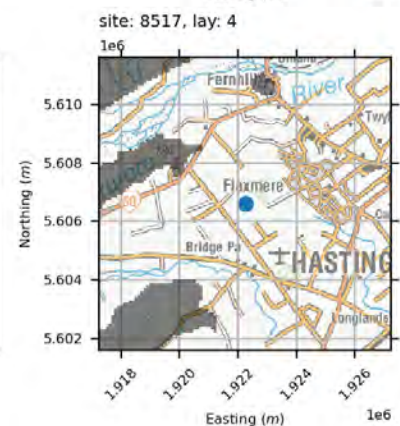 site: 8517, lay: 4
1e6
Fernhill
River
5.610
Twyf
5.608
50
Flaxmere
5.606
Bridge Pa
HASTING
5.604
Longlands
5.602
Northing (m)
1.918
1.920
1.922
1.924
1.926
1e6
Easting (m)